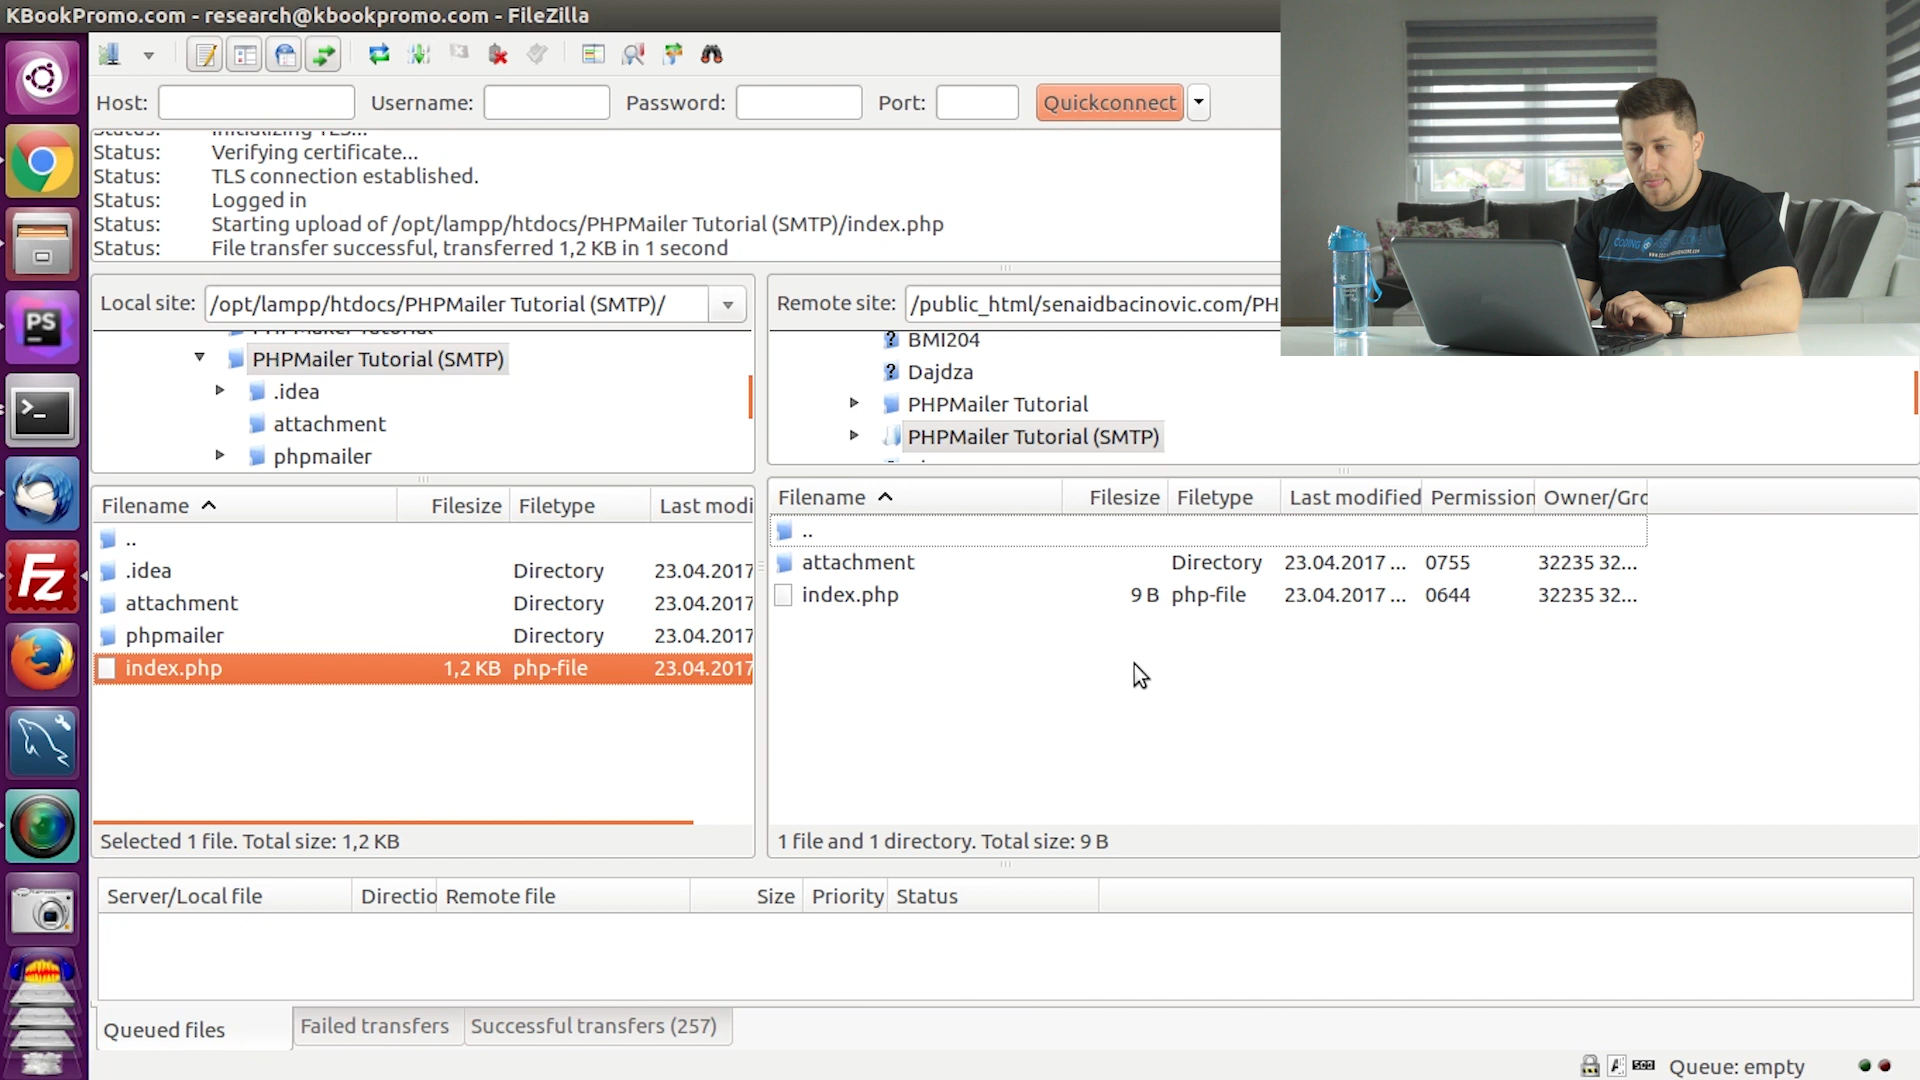 KBookPromo.com - research@kbookpromo.com - FileZilla
Host: Username: Password: Port: Quickconnect
Status: Initializing TLS...
Status: Verifying certificate...
Status: TLS connection established.
Status: Logged in
Status: Starting upload of /opt/lampp/htdocs/PHPMailer Tutorial (SMTP)/index.php
Status: File transfer successful, transferred 1,2 KB in 1 second
Local site: /opt/lampp/htdocs/PHPMailer Tutorial (SMTP)/
PHPMailer Tutorial
PHPMailer Tutorial (SMTP)
.idea
attachment
phpmailer
Remote site: /public_html/senaidbacinovic.com/PH
BMI204
Dajdza
PHPMailer Tutorial
PHPMailer Tutorial (SMTP)
Filename Filesize Filetype Last modi
..
.idea Directory 23.04.2017
attachment Directory 23.04.2017
phpmailer Directory 23.04.2017
index.php 1,2 KB php-file 23.04.2017
Selected 1 file. Total size: 1,2 KB
Filename Filesize Filetype Last modified Permission Owner/Gro
..
attachment Directory 23.04.2017 ... 0755 32235 32...
index.php 9 B php-file 23.04.2017 ... 0644 32235 32...
1 file and 1 directory. Total size: 9 B
Server/Local file Directio Remote file Size Priority Status
Queued files Failed transfers Successful transfers (257)
Queue: empty
PS
Fz